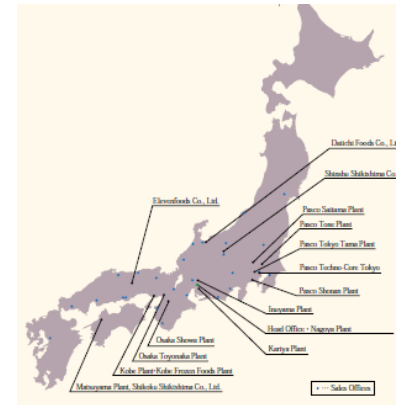 Daiichi Foods Co., Lt
Shinshu Shikishima Co
Elevenfoods Co., Ltd.
Pasco Saitama Plant
Pasco Tone Plant
Pasco Tokyo Tama Plant
Pasco Techno-Core Tokyo
Pasco Shonan Plant
Inuyama Plant
Head Office・Nagoya Plant
Kariya Plant
Osaka Showa Plant
Osaka Toyonaka Plant
Kobe Plant・Kobe Frozen Foods Plant
Matsuyama Plant, Shikoku Shikishima Co., Ltd.
• ··· Sales Offices